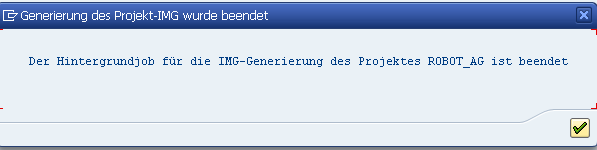 Generierung des Projekt-IMG wurde beendet
Der Hintergrundjob für die IMG-Generierung des Projektes ROBOT_AG ist beendet